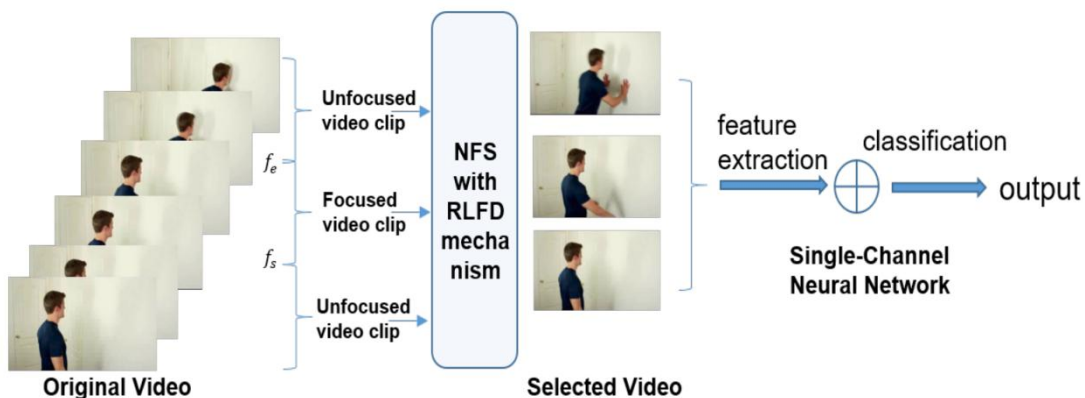 Unfocused
video clip
f_e
Focused
video clip
f_s
Unfocused
video clip
NFS
with
RLFD
mecha
nism
feature
extraction
classification
output
Single-Channel
Neural Network
Original Video
Selected Video